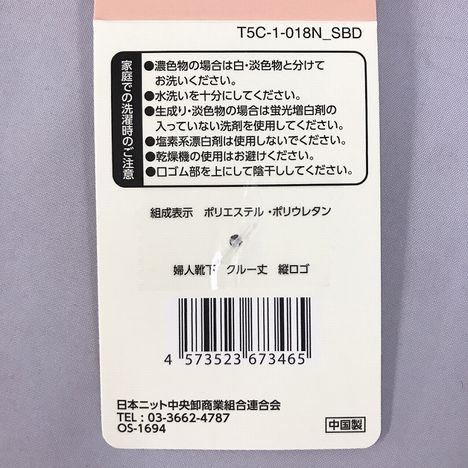 T5C-1-018N_SBD
家庭での洗濯時のご注意
●濃色物の場合は白・淡色物と分けて
お洗いください。
●水洗いを十分にしてください。
●生成り・淡色物の場合は蛍光増白剤の
入っていない洗剤を使用してください。
●塩素系漂白剤は使用しないでください。
●乾燥機の使用はお避けください。
●口ゴム部を上にして陰干ししてください。
組成表示 ポリエステル・ポリウレタン
婦人靴下 クルー丈 縦ロゴ
4 573523 673465
日本ニット中央卸商業組合連合会
TEL : 03-3662-4787
OS-1694
中国製